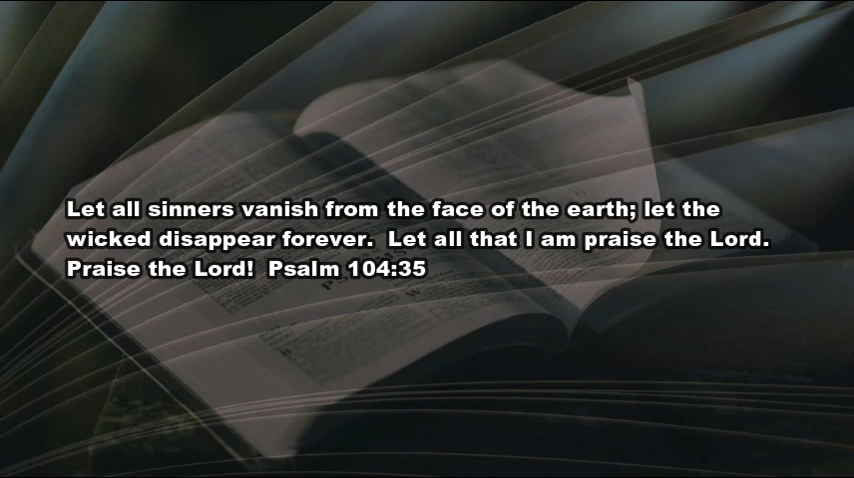 Let all sinners vanish from the face of the earth; let the
wicked disappear forever.  Let all that I am praise the Lord.
Praise the Lord!  Psalm 104:35